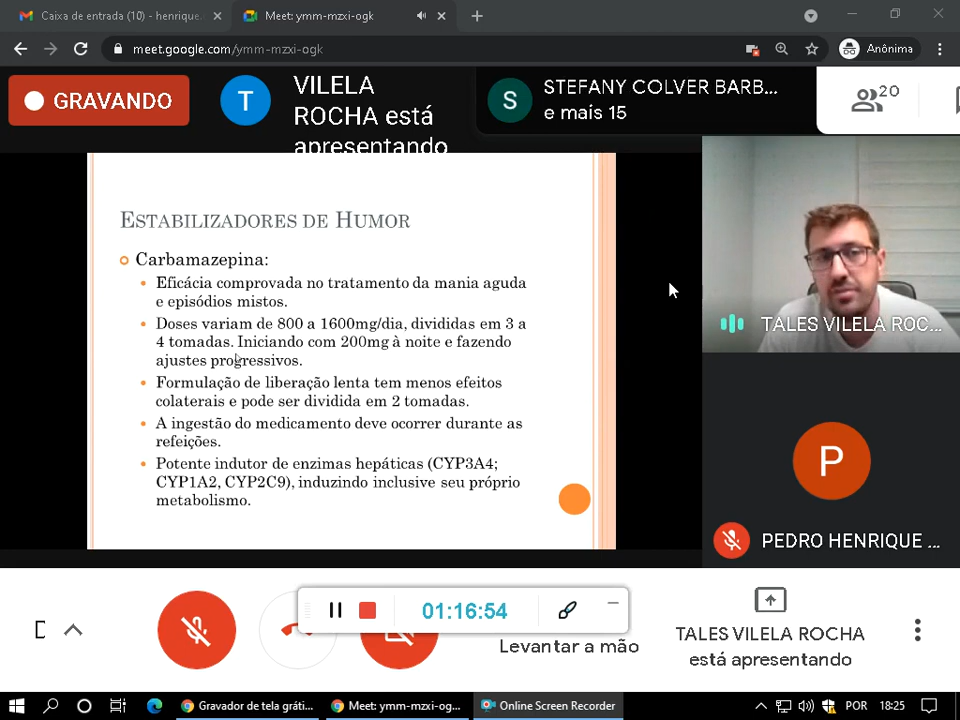 Caixa de entrada (10) - henrique.
Meet: ymm-mzxi-ogk
meet.google.com/ymm-mzxi-ogk
Anônima
GRAVANDO
T
VILELA
ROCHA está
apresentando
S
STEFANY COLVER BARB...
e mais 15
20
ESTABILIZADORES DE HUMOR
Carbamazepina:
Eficácia comprovada no tratamento da mania aguda
e episódios mistos.
Doses variam de 800 a 1600mg/dia, divididas em 3 a
4 tomadas. Iniciando com 200mg à noite e fazendo
ajustes progressivos.
Formulação de liberação lenta tem menos efeitos
colaterais e pode ser dividida em 2 tomadas.
A ingestão do medicamento deve ocorrer durante as
refeições.
Potente indutor de enzimas hepáticas (CYP3A4;
CYP1A2, CYP2C9), induzindo inclusive seu próprio
metabolismo.
TALES VILELA ROC...
P
PEDRO HENRIQUE ...
01:16:54
Levantar a mão
TALES VILELA ROCHA
está apresentando
Gravador de tela gráti...
Meet: ymm-mzxi-og...
Online Screen Recorder
POR
18:25